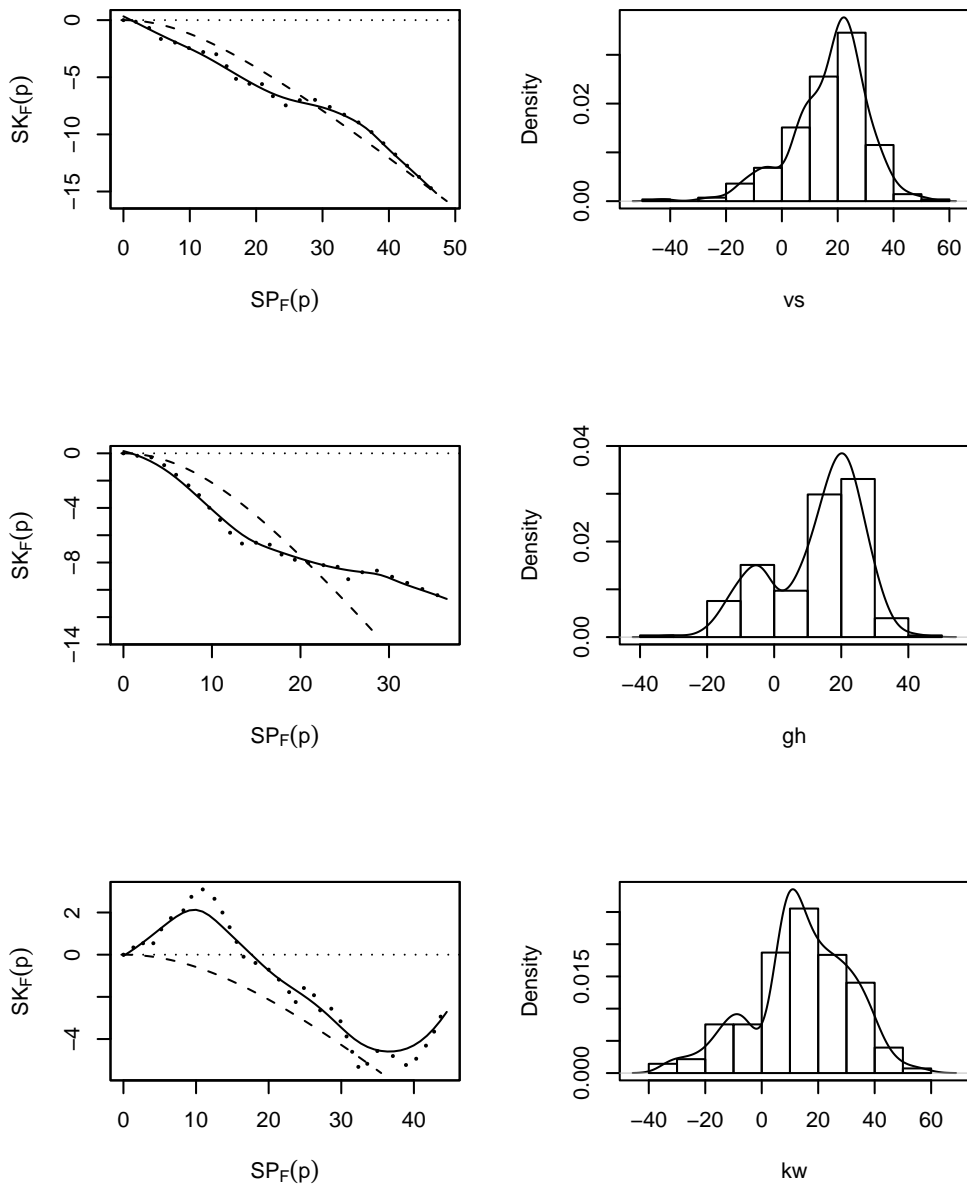 SK_F(p)
0
−5
−10
−15
0 10 20 30 40 50
SP_F(p)
Density
0.00 0.02
−40 −20 0 20 40 60
vs
SK_F(p)
0
−4
−8
−14
0 10 20 30
SP_F(p)
Density
0.00 0.02 0.04
−40 −20 0 20 40
gh
SK_F(p)
2
0
−4
0 10 20 30 40
SP_F(p)
Density
0.000 0.015
−40 −20 0 20 40 60
kw